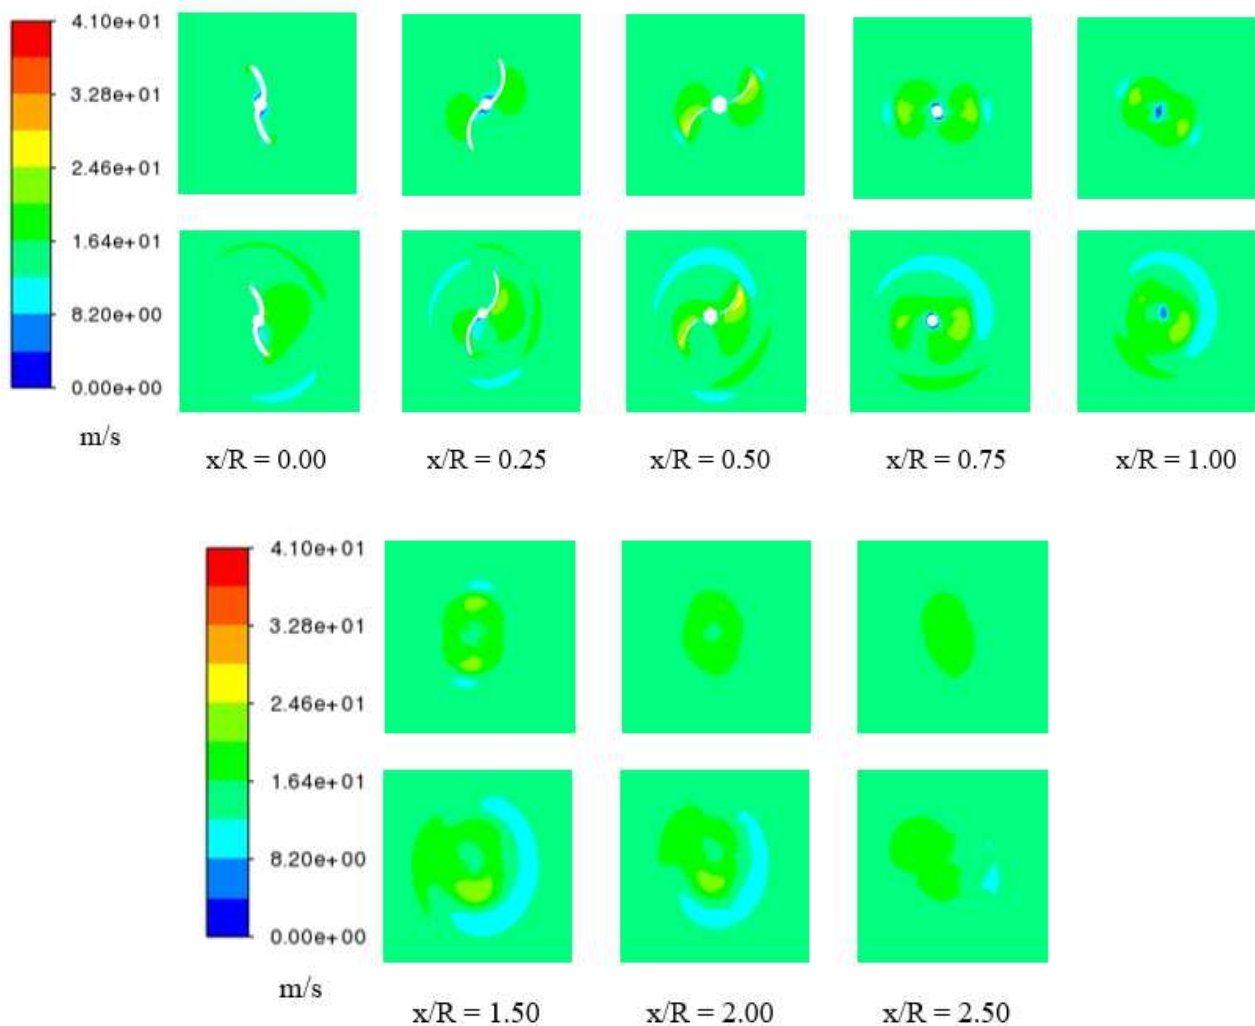 4.10e+01
3.28e+01
2.46e+01
1.64e+01
8.20e+00
0.00e+00
m/s
x/R = 0.00
x/R = 0.25
x/R = 0.50
x/R = 0.75
x/R = 1.00
4.10e+01
3.28e+01
2.46e+01
1.64e+01
8.20e+00
0.00e+00
m/s
x/R = 1.50
x/R = 2.00
x/R = 2.50